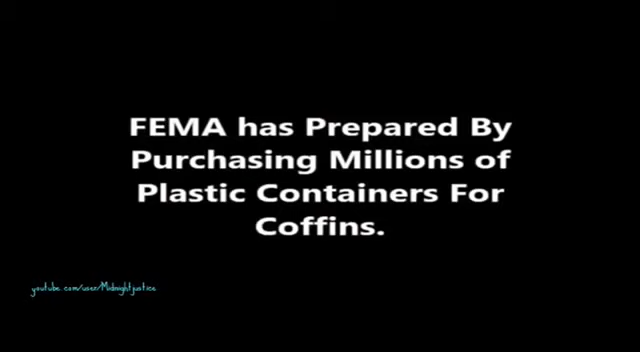 FEMA has Prepared By
Purchasing Millions of
Plastic Containers For
Coffins.
youtube.com/user/Midnightjustice